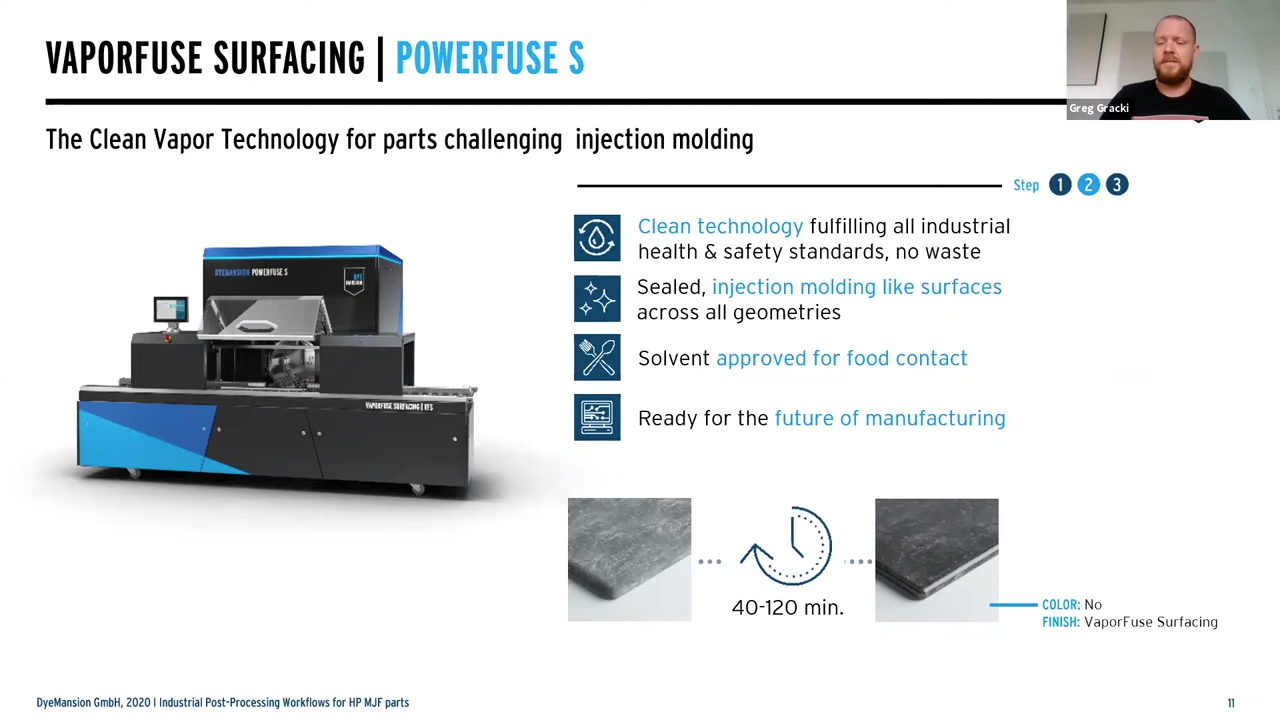 VAPORFUSE SURFACING | POWERFUSE S
Greg Gracki
The Clean Vapor Technology for parts challenging injection molding
Step 1 2 3
Clean technology fulfilling all industrial
health & safety standards, no waste
Sealed, injection molding like surfaces
across all geometries
Solvent approved for food contact
Ready for the future of manufacturing
DYEMANSION POWERFUSE S
DYE
MANSION
VAPORFUSE SURFACING | VFS
40-120 min.
COLOR: No
FINISH: VaporFuse Surfacing
DyeMansion GmbH, 2020 I Industrial Post-Processing Workflows for HP MJF parts
11